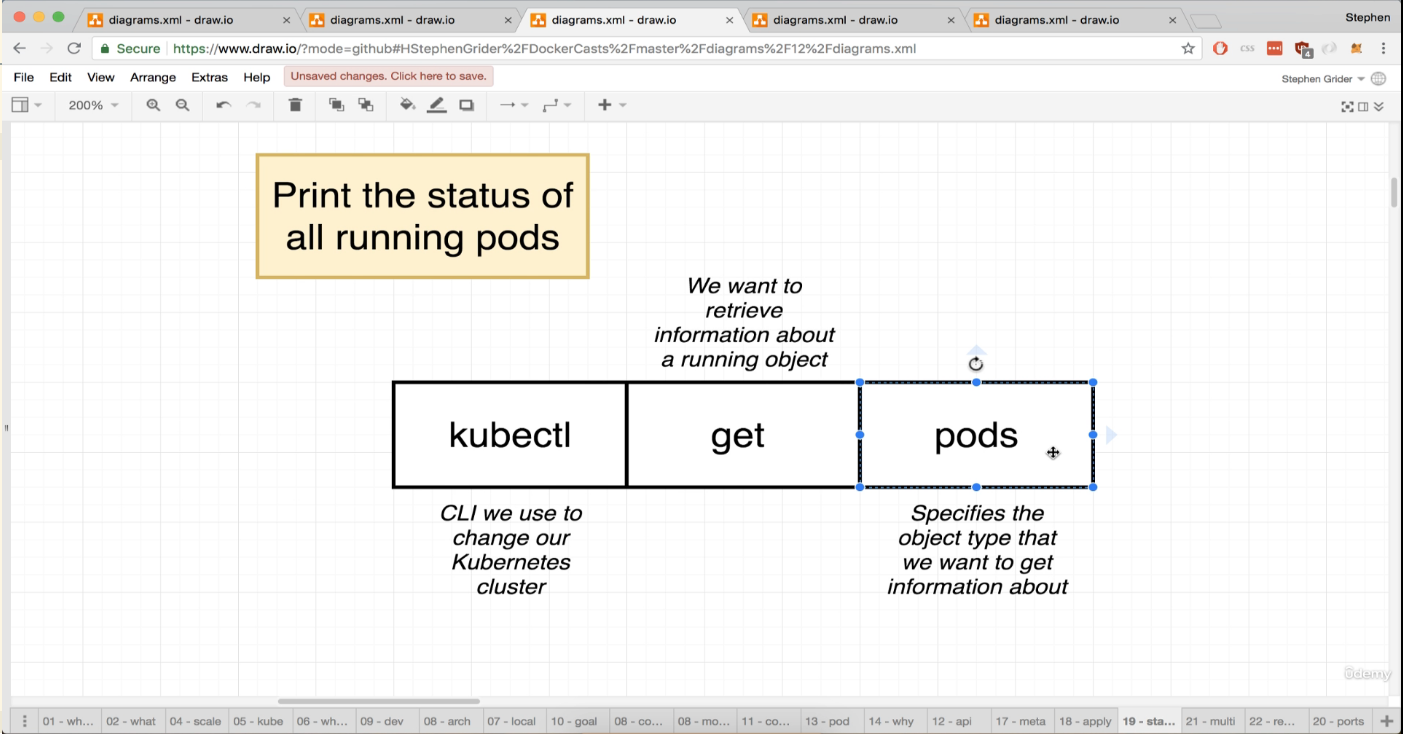 diagrams.xml - draw.io
diagrams.xml - draw.io
diagrams.xml - draw.io
diagrams.xml - draw.io
diagrams.xml - draw.io
Stephen
Secure
https://www.draw.io/?mode=github#HStephenGrider%2FDockerCasts%2Fmaster%2Fdiagrams%2F12%2Fdiagrams.xml
css
4
File Edit View Arrange Extras Help
Unsaved changes. Click here to save.
Stephen Grider
200%
Print the status of
all running pods
We want to
retrieve
information about
a running object
kubectl
get
pods
CLI we use to
change our
Kubernetes
cluster
Specifies the
object type that
we want to get
information about
ûdemy
01 - wh...
02 - what
04 - scale
05 - kube
06 - wh...
09 - dev
08 - arch
07 - local
10 - goal
08 - co...
08 - mo...
11 - co...
13 - pod
14 - why
12 - api
17 - meta
18 - apply
19 - sta...
21 - multi
22 - re...
20 - ports